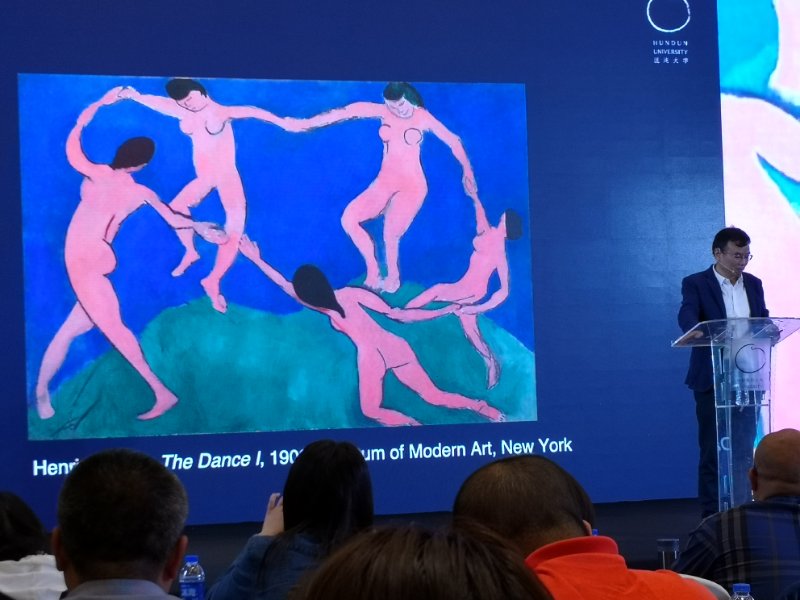 HUNDUN
UNIVERSITY
混沌大学
Henri The Dance I, 190 um of Modern Art, New York